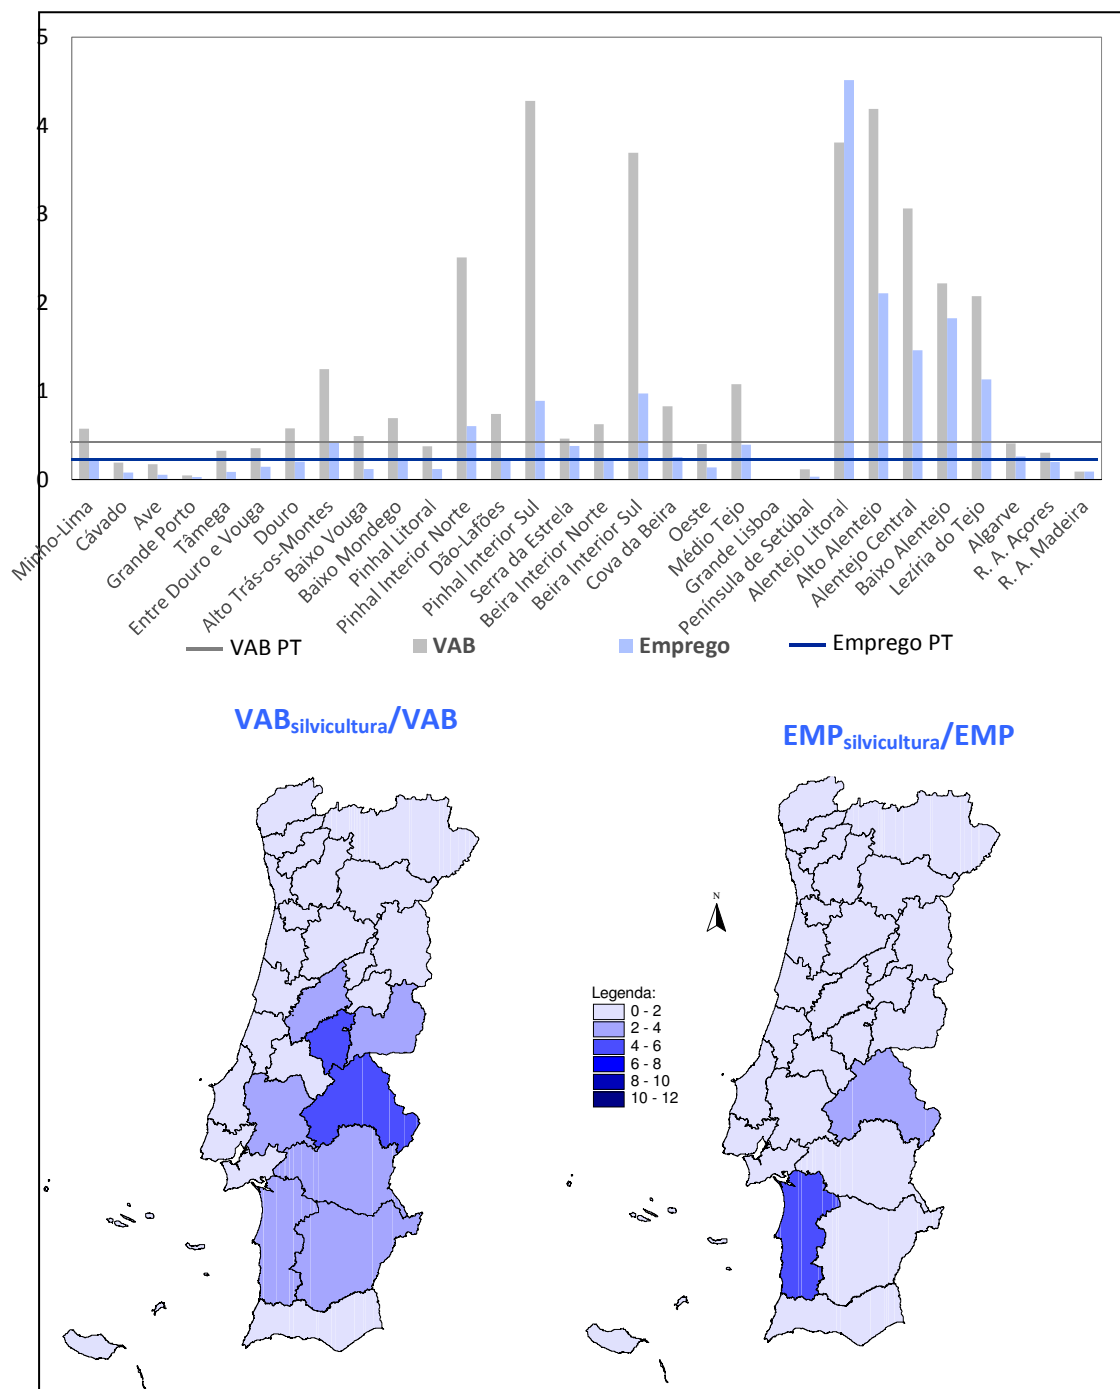 5
4
3
2
1
0
Minho-Lima
Cávado
Ave
Grande Porto
Tâmega
Entre Douro e Vouga
Douro
Alto Trás-os-Montes
Baixo Vouga
Baixo Mondego
Pinhal Litoral
Pinhal Interior Norte
Dão-Lafões
Pinhal Interior Sul
Serra da Estrela
Beira Interior Norte
Beira Interior Sul
Cova da Beira
Oeste
Médio Tejo
Grande Lisboa
Península de Setúbal
Alentejo Litoral
Alto Alentejo
Alentejo Central
Baixo Alentejo
Lezíria do Tejo
Algarve
R. A. Açores
R. A. Madeira
VAB PT VAB Emprego Emprego PT
VABsilvicultura/VAB
EMPsilvicultura/EMP
N
Legenda:
0 - 2
2 - 4
4 - 6
6 - 8
8 - 10
10 - 12